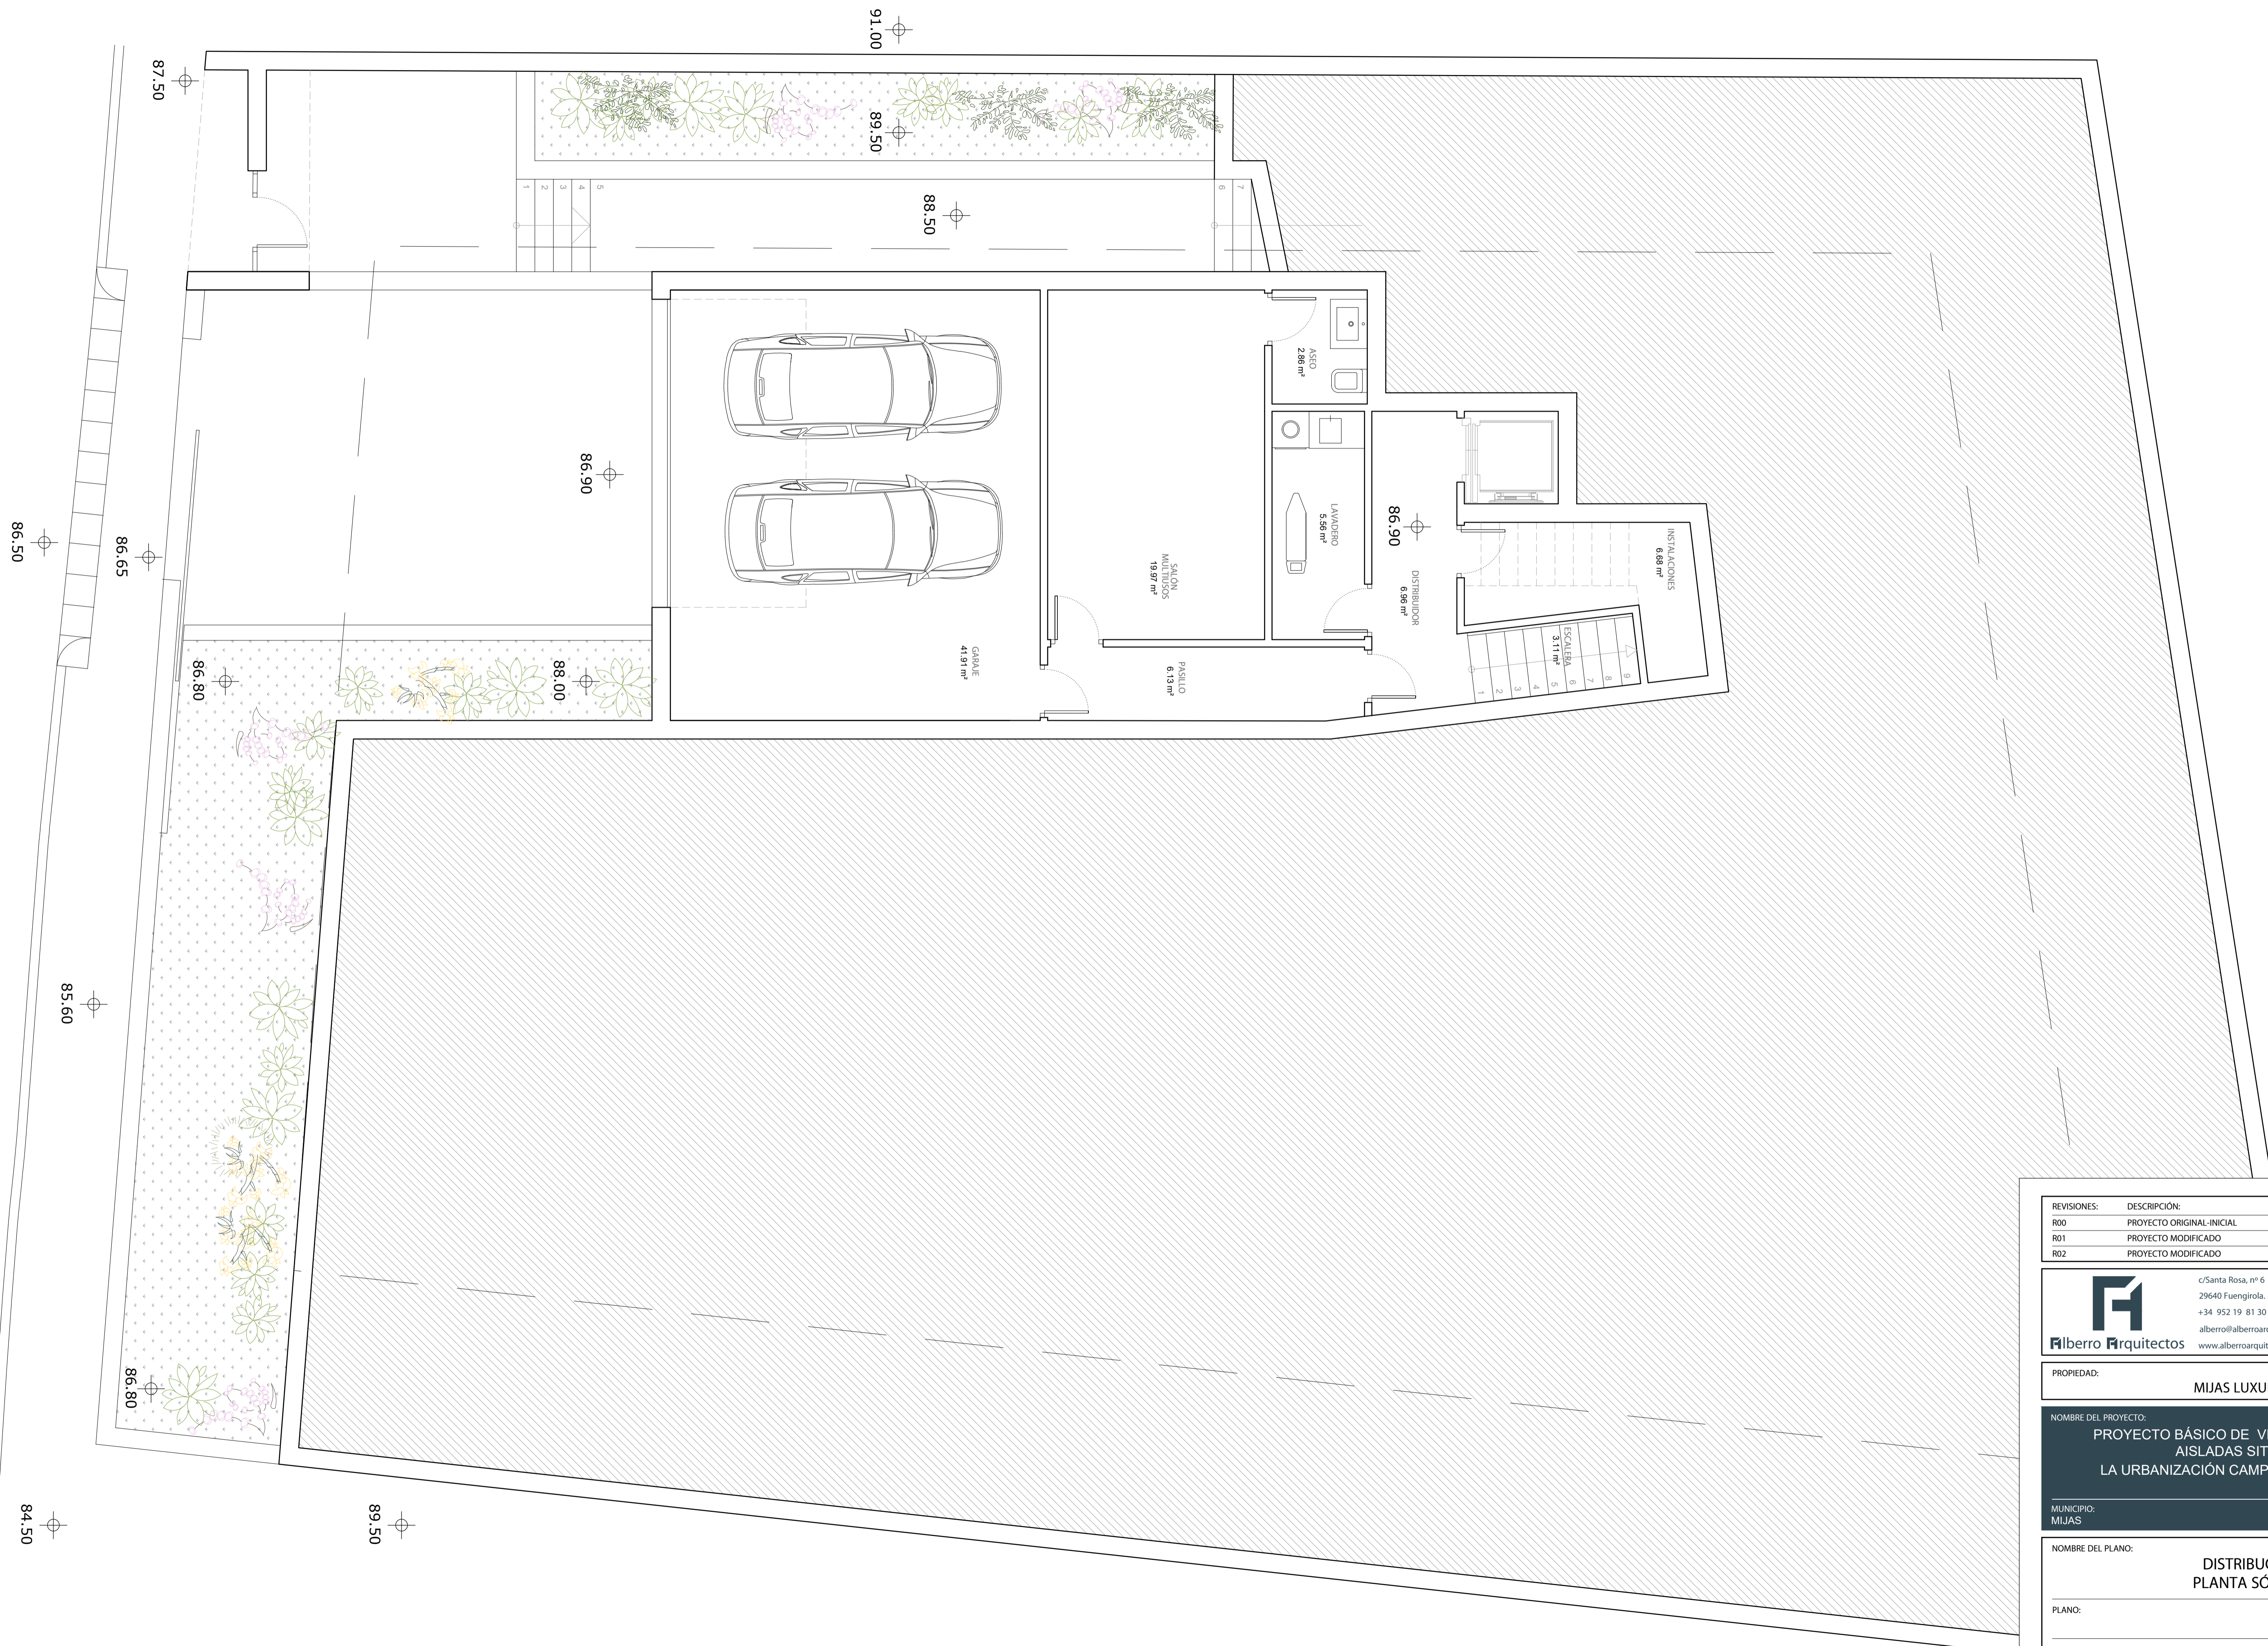 91.00
87.50
89.50
88.50
1
2
3
4
5
6
7
ASEO
2.86 m²
86.90
86.90
LAVADERO
5.56 m²
INSTALACIONES
6.68 m²
86.50
86.65
SALÓN
MULTIUSOS
19.97 m²
DISTRIBUIDOR
6.96 m²
ESCALERA
3.11 m²
1
2
3
4
5
6
7
8
9
GARAJE
41.91 m²
PASILLO
6.13 m²
86.80
88.00
85.60
86.80
84.50
89.50
REVISIONES: DESCRIPCIÓN:
R00 PROYECTO ORIGINAL-INICIAL
R01 PROYECTO MODIFICADO
R02 PROYECTO MODIFICADO
c/Santa Rosa, nº 6
29640 Fuengirola.
+34 952 19 81 30
Alberro Arquitectos
PROPIEDAD:
MIJAS
NOMBRE DEL PROYECTO:
PROYECTO BÁSICO DE
AISLADAS
LA URBANIZACIÓN
MUNICIPIO:
MIJAS
NOMBRE DEL PLANO:
PLANTA
PLANO: